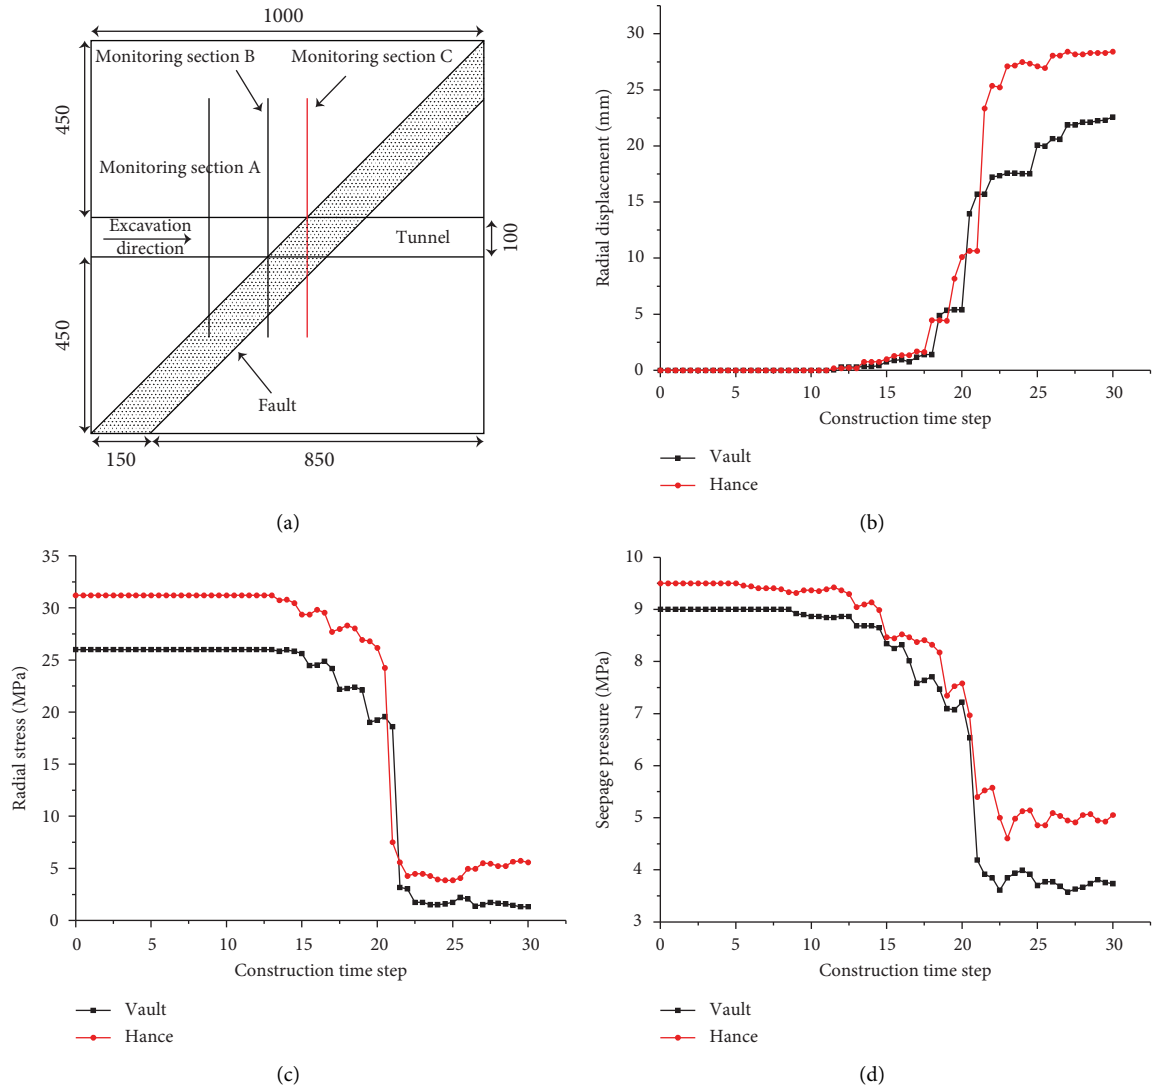 1000
Monitoring section B
Monitoring section C
450
Monitoring section A
Excavation
direction
Tunnel
100
450
Fault
150
850
(a)
30
25
20
15
10
5
0
Radial displacement (mm)
0 5 10 15 20 25 30
Construction time step
Vault
Hance
(b)
35
30
25
20
15
10
5
0
Radial stress (MPa)
0 5 10 15 20 25 30
Construction time step
Vault
Hance
(c)
10
9
8
7
6
5
4
3
Seepage pressure (MPa)
0 5 10 15 20 25 30
Construction time step
Vault
Hance
(d)